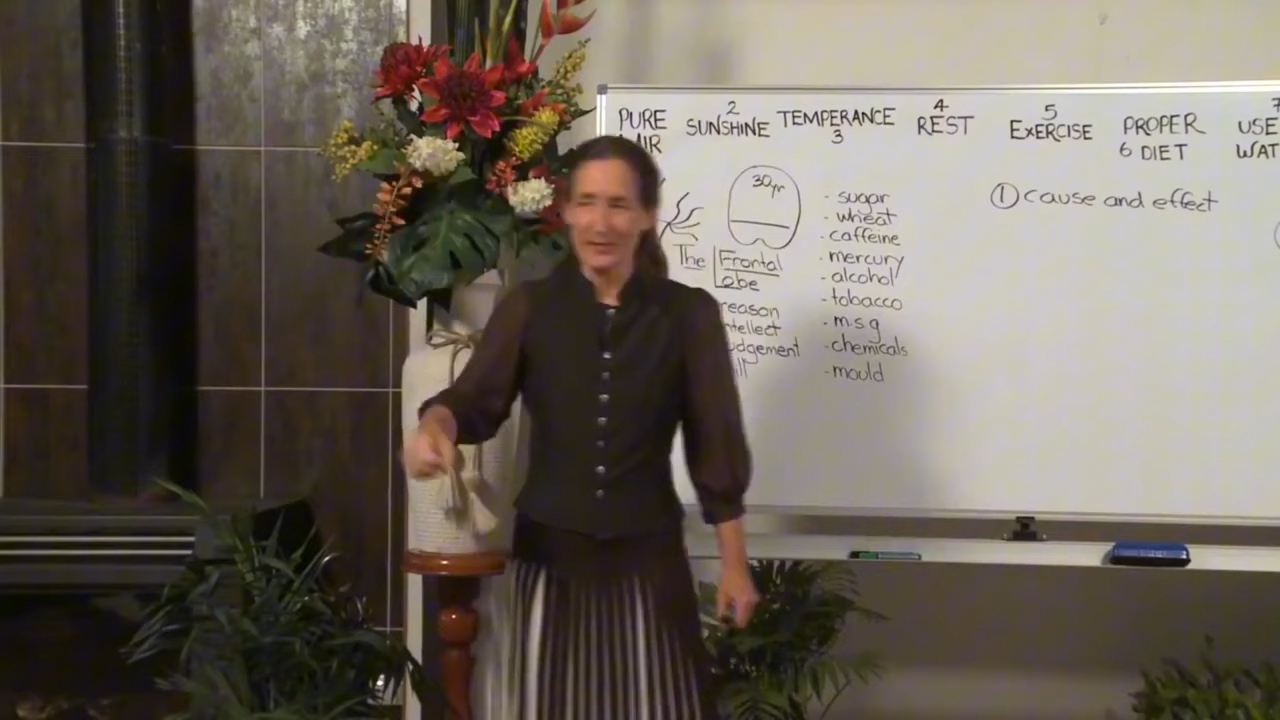 PURE 2 SUNSHINE TEMPERANCE 3 4 REST 5 EXERCISE PROPER 6 DIET USE
30yr
The Frontal
Lobe
reason
- sugar
- wheat
- caffeine
- mercury
- alcohol
- tobacco
- m.s.g
- chemicals
- mould
① cause and effect